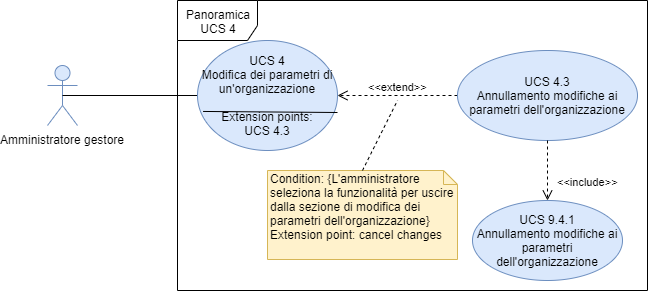 Panoramica
UCS 4
UCS 4
Modifica dei parametri di
un'organizzazione
Extension points:
UCS 4.3
<<extend>>
UCS 4.3
Annullamento modifiche ai
parametri dell'organizzazione
Amministratore gestore
Condition: {L'amministratore
seleziona la funzionalità per uscire
dalla sezione di modifica dei
parametri dell'organizzazione}
Extension point: cancel changes
<<include>>
UCS 9.4.1
Annullamento modifiche ai
parametri
dell'organizzazione